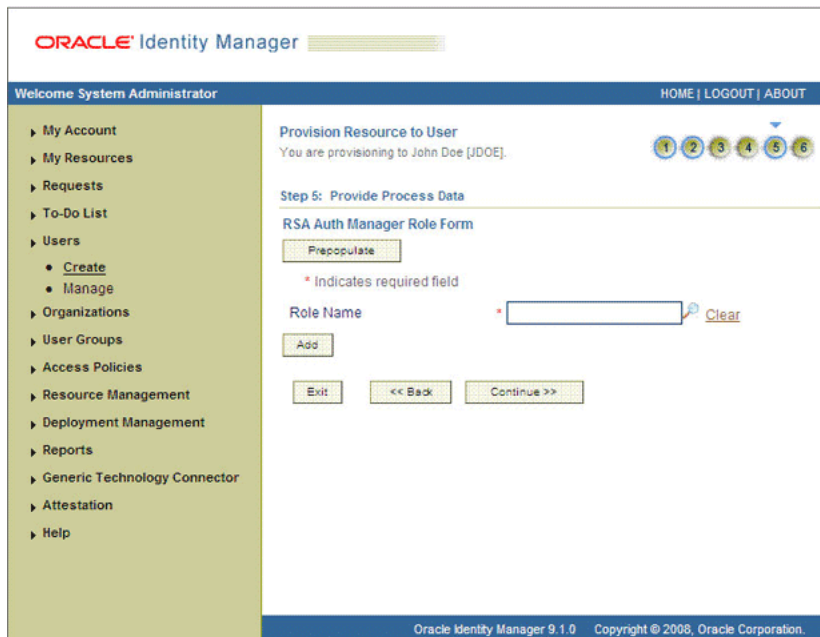 ORACLE Identity Manager
Welcome System Administrator
HOME | LOGOUT | ABOUT
My Account
My Resources
Requests
To-Do List
Users
Create
Manage
Organizations
User Groups
Access Policies
Resource Management
Deployment Management
Reports
Generic Technology Connector
Attestation
Help
Provision Resource to User
You are provisioning to John Doe [JDOE].
1 2 3 4 5 6
Step 5: Provide Process Data
RSA Auth Manager Role Form
Prepopulate
* Indicates required field
Role Name * Clear
Add
Exit << Back Continue >>
Oracle Identity Manager 9.1.0 Copyright © 2008, Oracle Corporation.